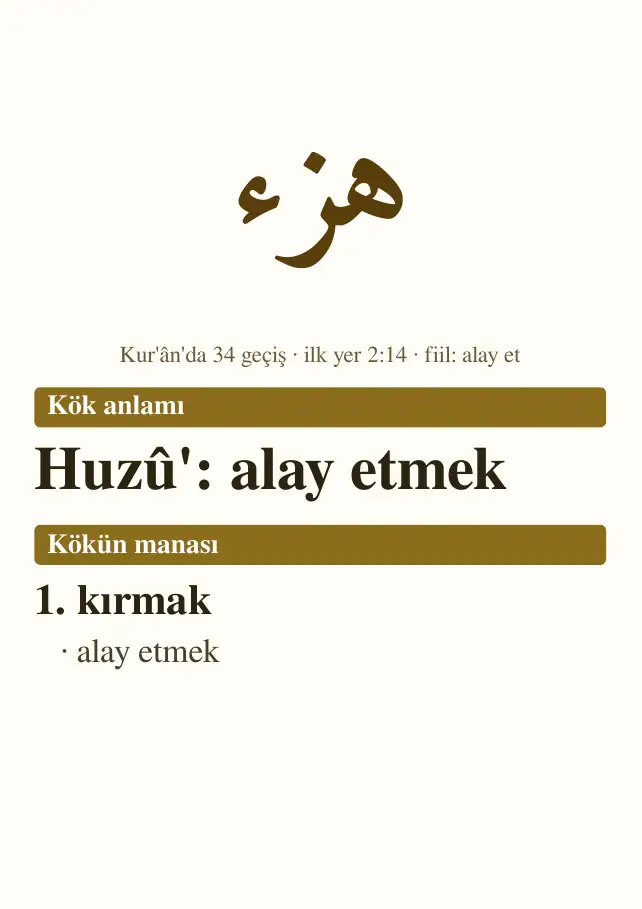 هزء
Kur'ân'da 34 geçiş · ilk yer 2:14 · fiil: alay et
Kök anlamı
Huzû': alay etmek
Kökün manası
1. kırmak
· alay etmek